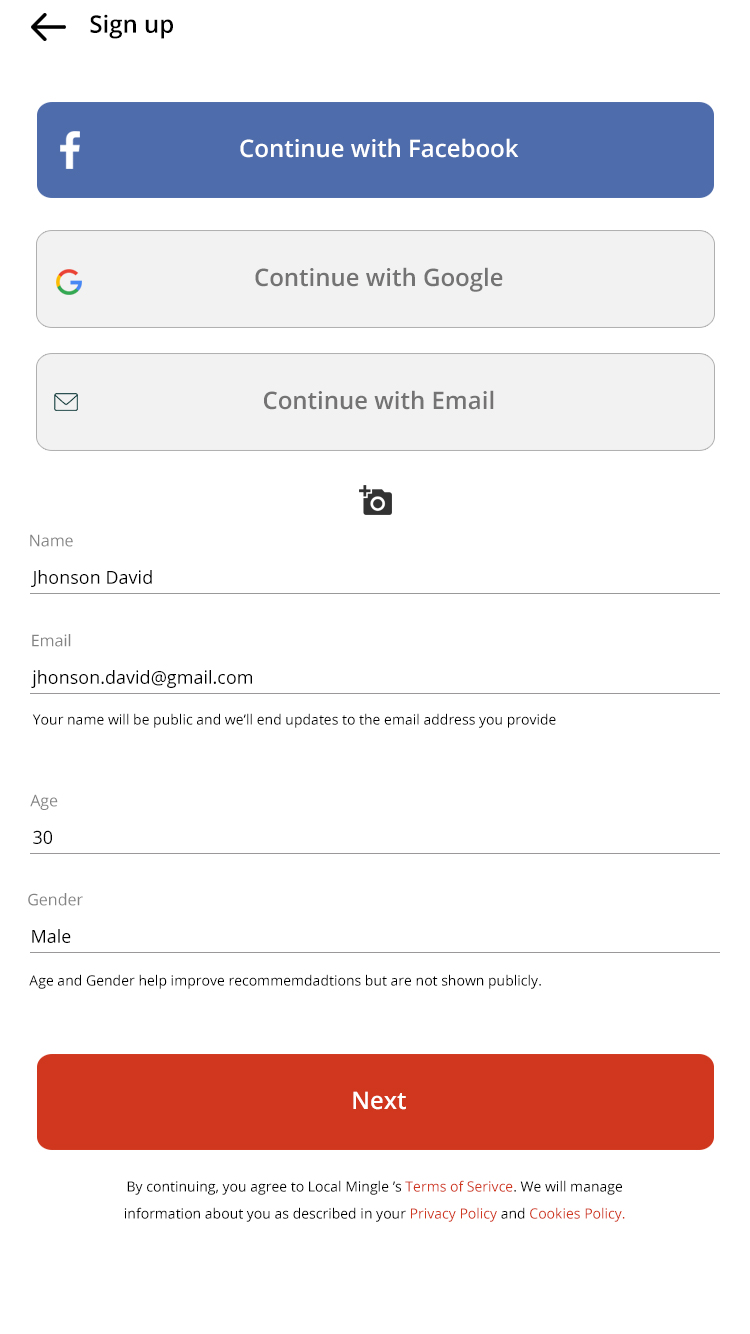 Sign up
Continue with Facebook
Continue with Google
Continue with Email
Name
Jhonson David
Email
jhonson.david@gmail.com
Your name will be public and we’ll end updates to the email address you provide
Age
30
Gender
Male
Age and Gender help improve recommemdadtions but are not shown publicly.
Next
By continuing, you agree to Local Mingle ’s Terms of Serivce. We will manage
information about you as described in your Privacy Policy and Cookies Policy.